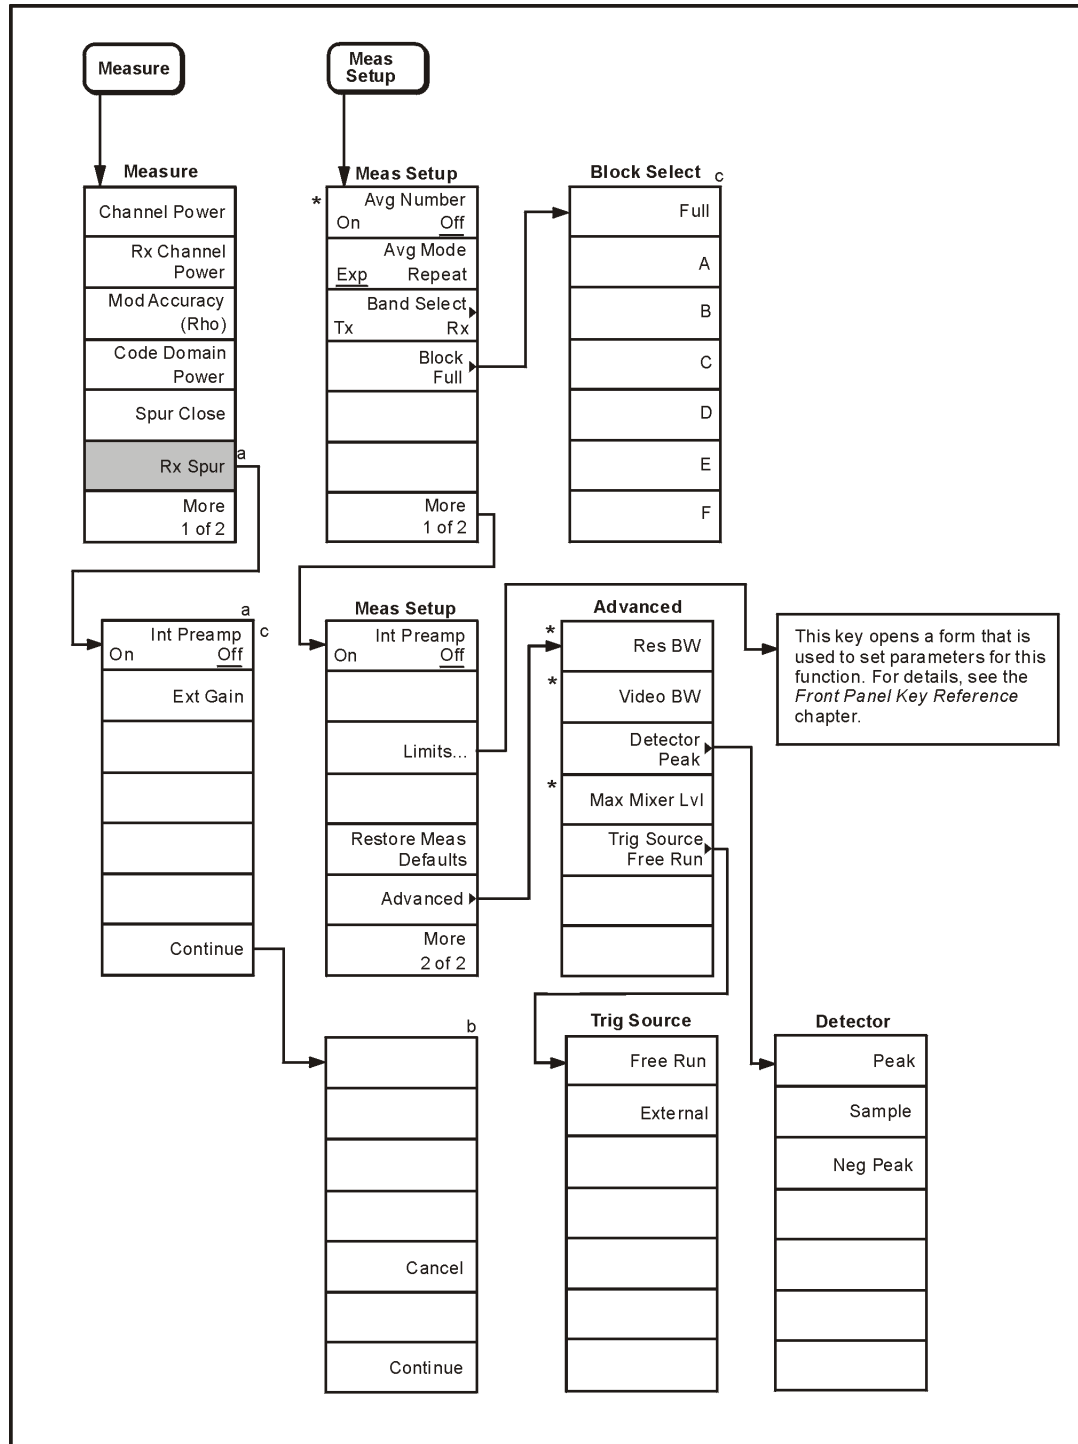 Measure
Meas
Setup
Measure
Channel Power
Rx Channel
Power
Mod Accuracy
(Rho)
Code Domain
Power
Spur Close
Rx Spur
a
More
1 of 2
Meas Setup
*
Avg Number
On Off
Avg Mode
Exp Repeat
Band Select
Tx Rx
Block
Full
More
1 of 2
Block Select c
Full
A
B
C
D
E
F
a
c
Int Preamp
On Off
Ext Gain
Continue
Meas Setup
Int Preamp
On Off
Limits...
Restore Meas
Defaults
Advanced
More
2 of 2
Advanced
*
Res BW
*
Video BW
Detector
Peak
*
Max Mixer Lvl
Trig Source
Free Run
This key opens a form that is
used to set parameters for this
function. For details, see the
Front Panel Key Reference
chapter.
b
Cancel
Continue
Trig Source
Free Run
External
Detector
Peak
Sample
Neg Peak